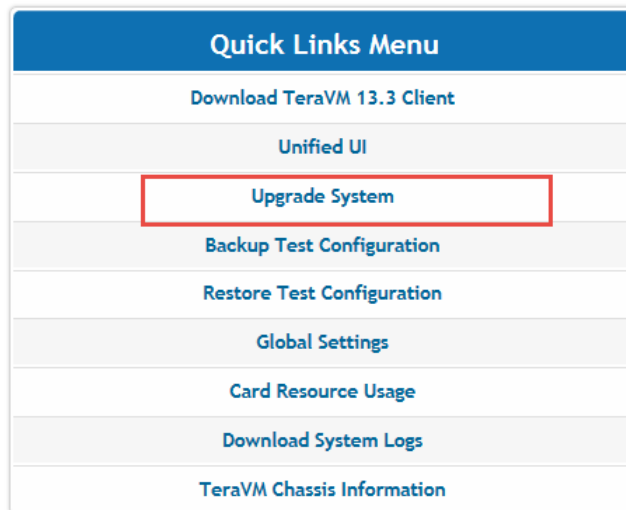 Quick Links Menu
Download TeraVM 13.3 Client
Unified UI
Upgrade System
Backup Test Configuration
Restore Test Configuration
Global Settings
Card Resource Usage
Download System Logs
TeraVM Chassis Information